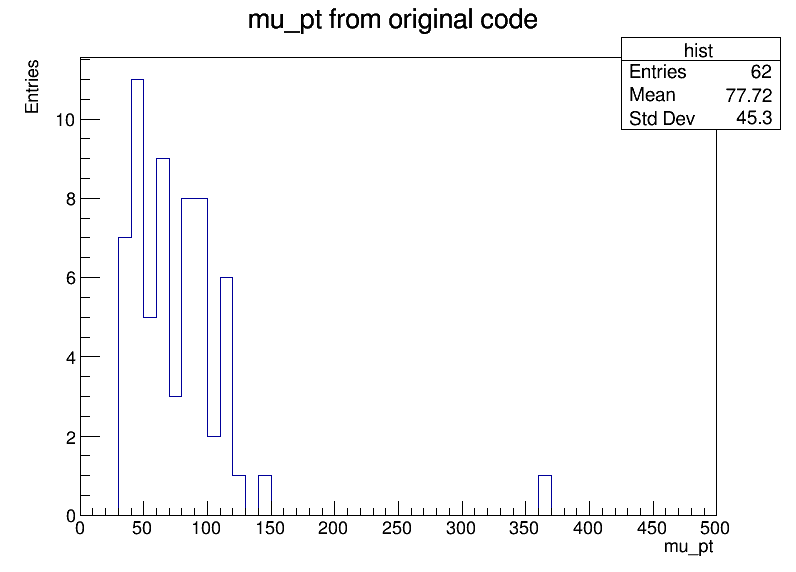 mu_pt from original code
hist
Entries 62
Mean 77.72
Std Dev 45.3
Entries
10
8
6
4
2
0
0 50 100 150 200 250 300 350 400 450 500
mu_pt